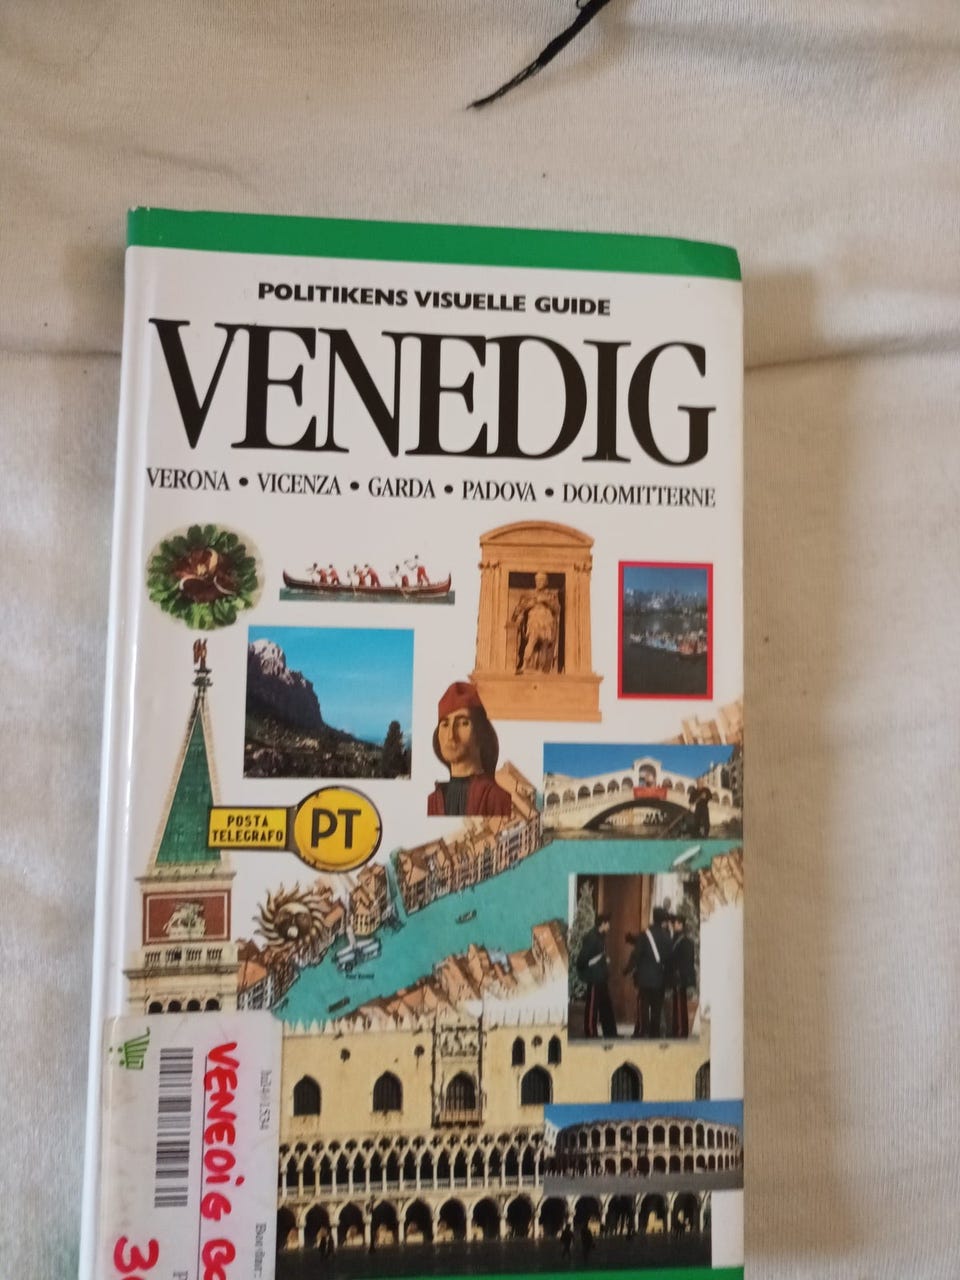 POLITIKENS VISUELLE GUIDE
VENEDIG
VERONA • VICENZA • GARDA • PADOVA • DOLOMITTERNE
POSTA
TELEGRAFO
PT
VENEDIG